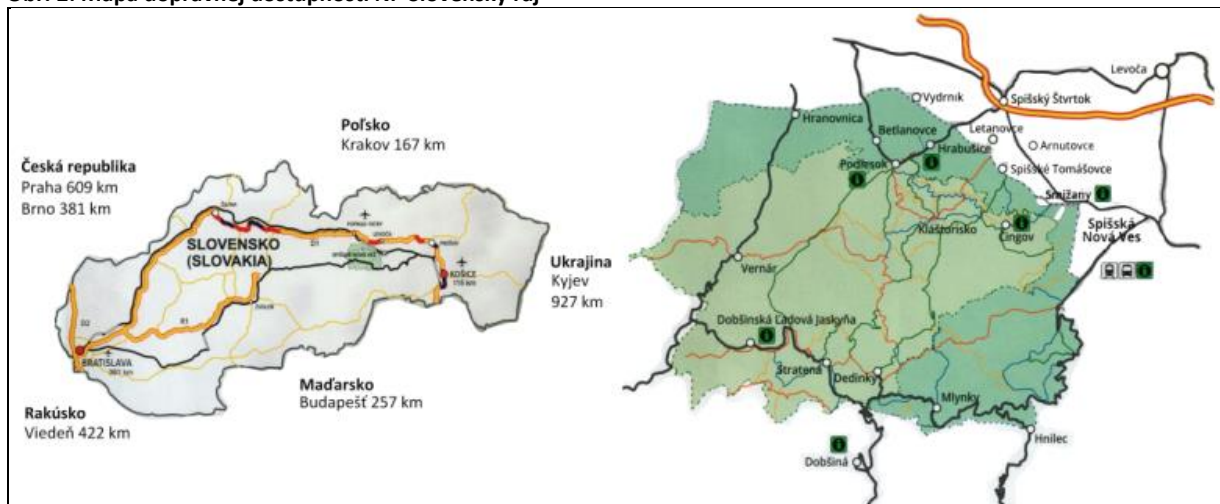 Obr. 2: Mapa dopravnej dostupnosti NP Slovenský raj
Poľsko
Krakov 167 km
Česká republika
Praha 609 km
Brno 381 km
SLOVENSKO
(SLOVAKIA)
D1
D2
R1
KOŠICE
BRATISLAVA
Ukrajina
Kyjev
927 km
Maďarsko
Budapešť 257 km
Rakúsko
Viedeň 422 km
Levoča
Vydrník
Spišský Štvrtok
Hranovnica
Betlanovce
Letanovce
Hrabušice
Arnutovce
Podlesok
Spišské Tomášovce
Smižany
Kláštorisko
Čingov
Spišská
Nová Ves
Vernár
Dobšinská Ľadová Jaskyňa
Stratená
Dedinky
Mlynky
Hnilec
Dobšiná